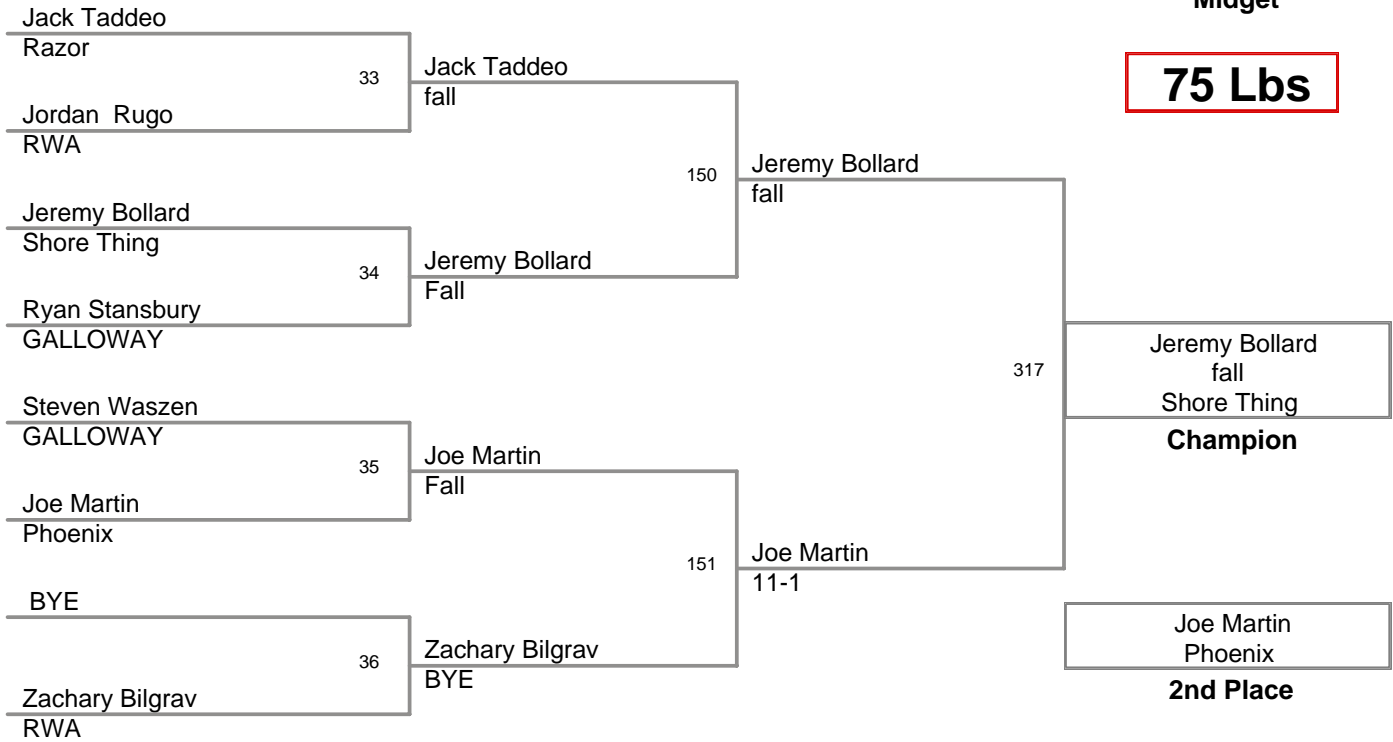 Midget
75 Lbs
Jack Taddeo
Razor
33
Jordan  Rugo
RWA
Jack Taddeo
fall
Jeremy Bollard
Shore Thing
34
Ryan Stansbury
GALLOWAY
Jeremy Bollard
Fall
150
Jeremy Bollard
fall
Steven Waszen
GALLOWAY
35
Joe Martin
Phoenix
Joe Martin
Fall
BYE
36
Zachary Bilgrav
RWA
Zachary Bilgrav
BYE
151
Joe Martin
11-1
317
Jeremy Bollard
fall
Shore Thing
Champion
Joe Martin
Phoenix
2nd Place